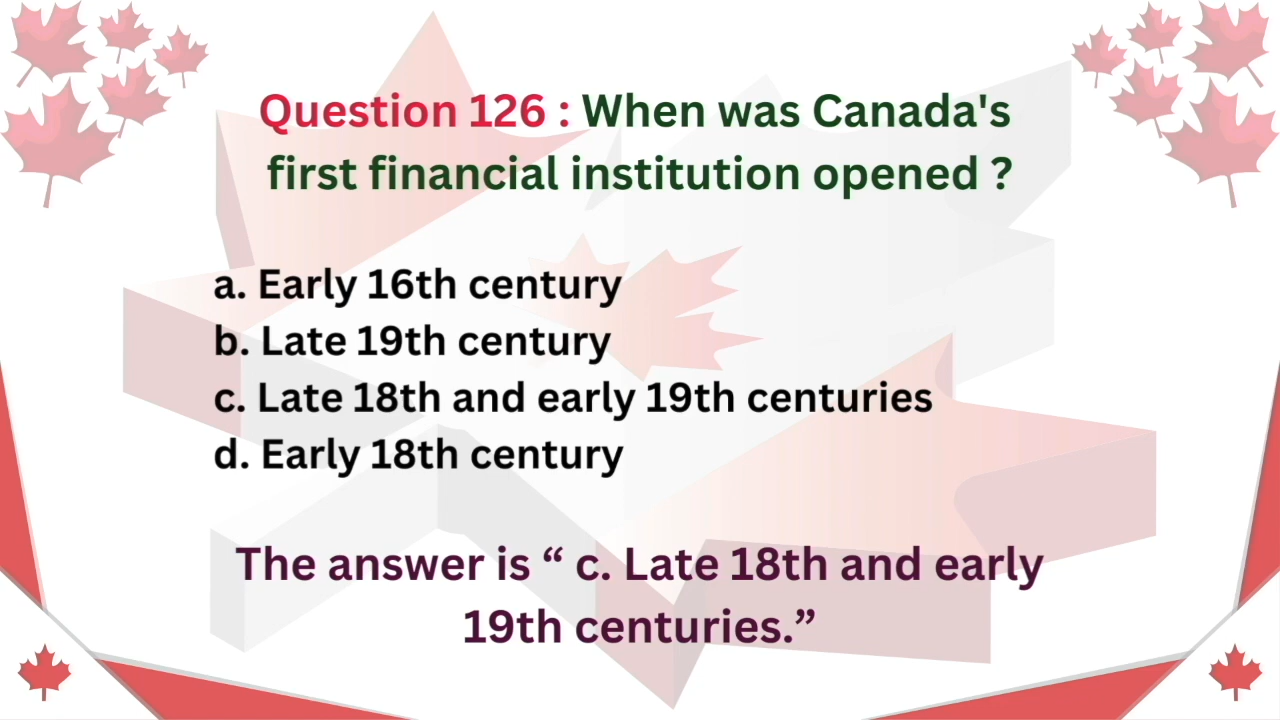 Question 126 : When was Canada's
first financial institution opened ?
a. Early 16th century
b. Late 19th century
c. Late 18th and early 19th centuries
d. Early 18th century
The answer is “ c. Late 18th and early
19th centuries.”